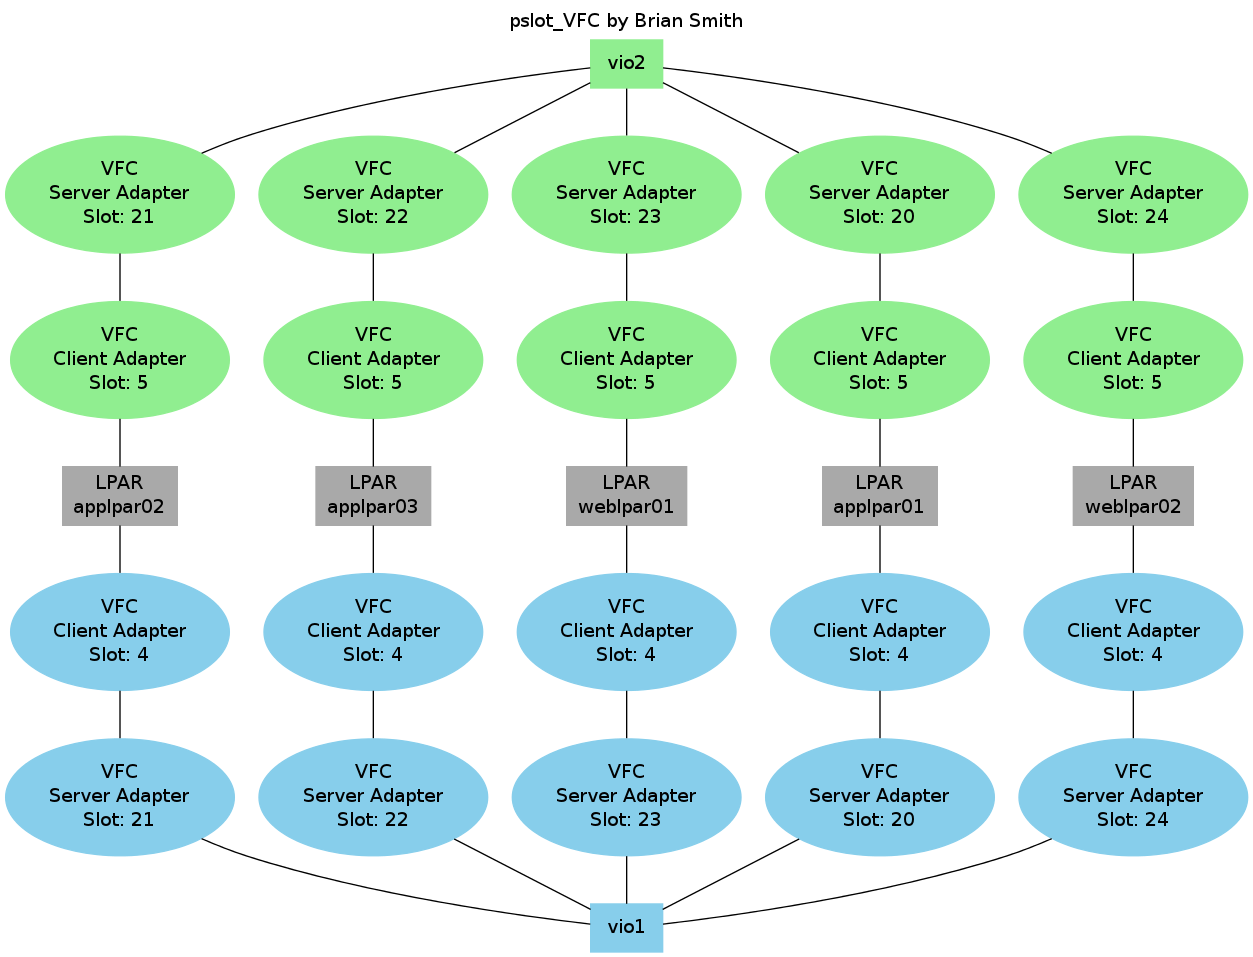 pslot_VFC by Brian Smith
vio2
VFC
Server Adapter
Slot: 21
VFC
Server Adapter
Slot: 22
VFC
Server Adapter
Slot: 23
VFC
Server Adapter
Slot: 20
VFC
Server Adapter
Slot: 24
VFC
Client Adapter
Slot: 5
VFC
Client Adapter
Slot: 5
VFC
Client Adapter
Slot: 5
VFC
Client Adapter
Slot: 5
VFC
Client Adapter
Slot: 5
LPAR
applpar02
LPAR
applpar03
LPAR
weblpar01
LPAR
applpar01
LPAR
weblpar02
VFC
Client Adapter
Slot: 4
VFC
Client Adapter
Slot: 4
VFC
Client Adapter
Slot: 4
VFC
Client Adapter
Slot: 4
VFC
Client Adapter
Slot: 4
VFC
Server Adapter
Slot: 21
VFC
Server Adapter
Slot: 22
VFC
Server Adapter
Slot: 23
VFC
Server Adapter
Slot: 20
VFC
Server Adapter
Slot: 24
vio1